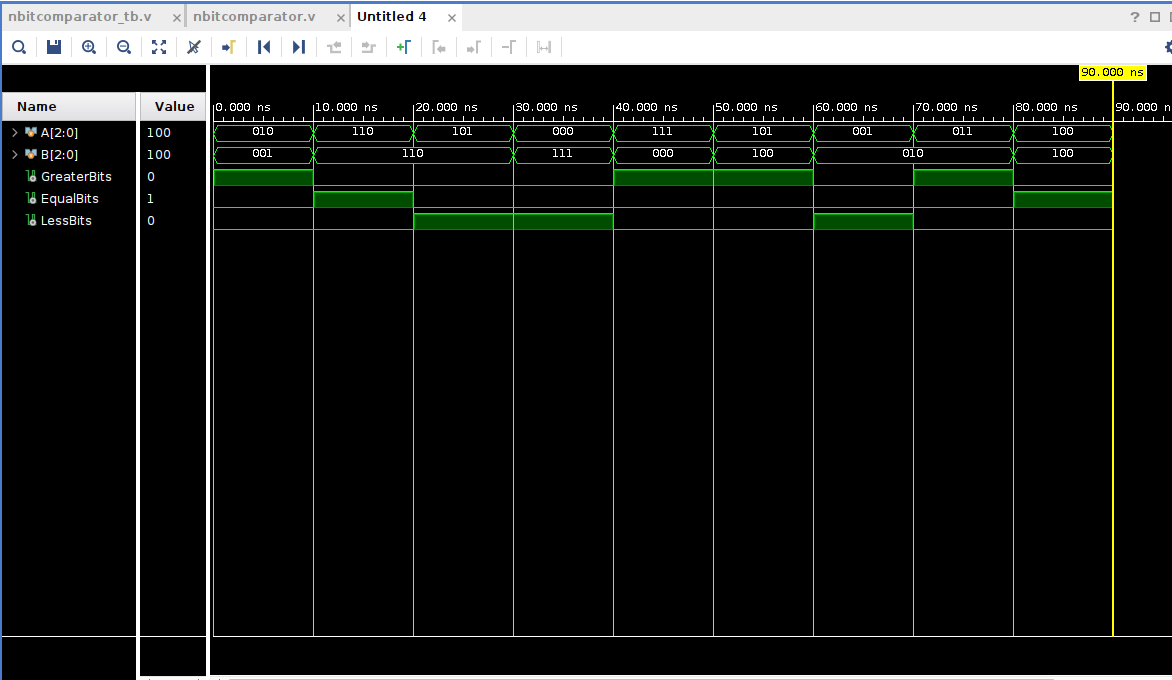 nbitcomparator_tb.v × nbitcomparator.v × Untitled 4 × ?
90.000 ns
Name Value 0.000 ns 10.000 ns 20.000 ns 30.000 ns 40.000 ns 50.000 ns 60.000 ns 70.000 ns 80.000 ns 90.000 n
A[2:0] 100 010 110 101 000 111 101 001 011 100
B[2:0] 100 001 110 111 000 100 010 100
GreaterBits 0
EqualBits 1
LessBits 0